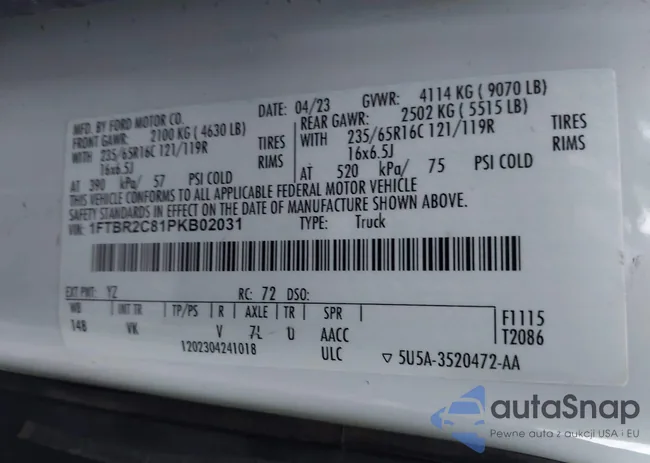 MFD. BY FORD MOTOR CO.
DATE: 04/23 GVWR: 4114 KG ( 9070 LB)
FRONT GAWR: 2100 KG ( 4630 LB)
WITH 235/65R16C 121/119R TIRES
16x6.5J RIMS
AT 390 kPa/ 57 PSI COLD
REAR GAWR: 2502 KG ( 5515 LB)
WITH 235/65R16C 121/119R TIRES
16x6.5J RIMS
AT 520 kPa/ 75 PSI COLD
THIS VEHICLE CONFORMS TO ALL APPLICABLE FEDERAL MOTOR VEHICLE
SAFETY STANDARDS IN EFFECT ON THE DATE OF MANUFACTURE SHOWN ABOVE.
VIN: 1FTBR2C81PKB02031 TYPE: Truck
EXT PNT: YZ RC: 72 DSO:
WB INT TR TP/PS R AXLE TR SPR
148 VK V 7L U AACC
1202304241018 ULC
F1115
T2086
5U5A-3520472-AA
autaSnap
Pewne auta z aukcji USA i EU